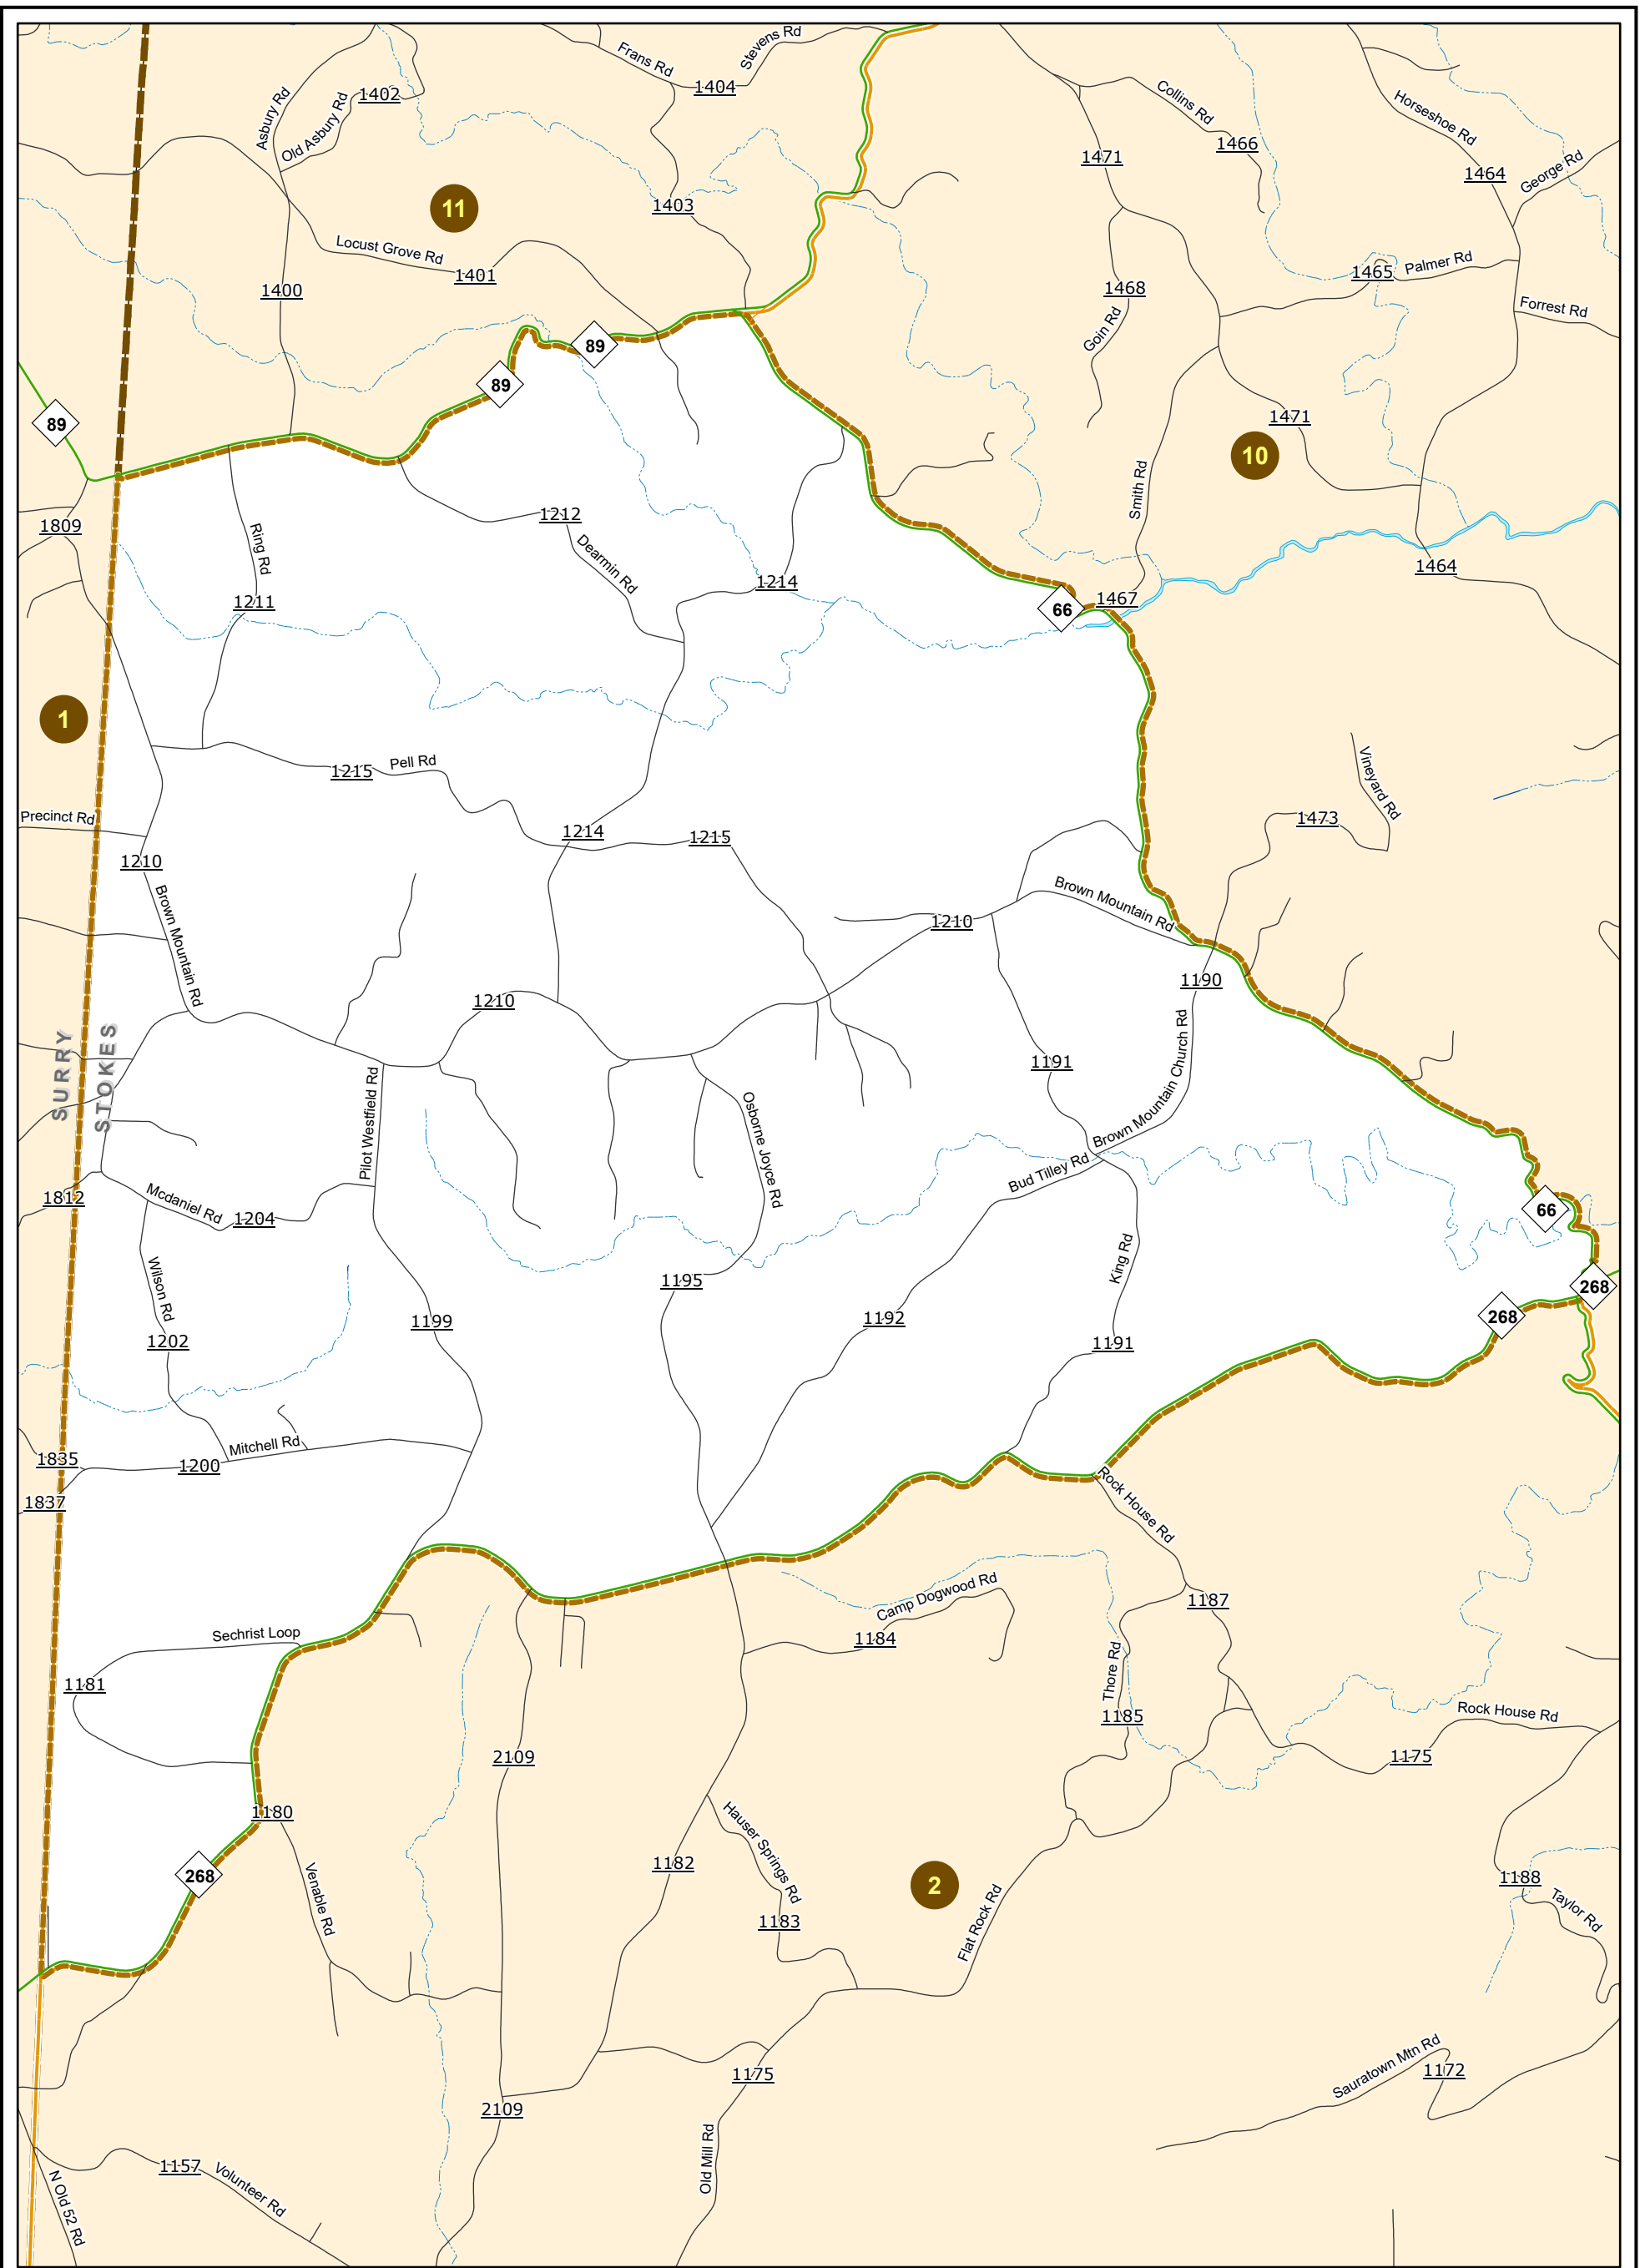 Stevens Rd
Frans Rd
1404
Asbury Rd
Old Asbury Rd
1402
Collins Rd
1466
Horseshoe Rd
1471
1464
George Rd
11
1403
Locust Grove Rd
1401
1400
1465
Palmer Rd
1468
Goin Rd
Forrest Rd
89
89
89
1471
10
Smith Rd
1809
Ring Rd
1212
Dearmin Rd
1214
1464
1211
66
1467
1
1215
Pell Rd
Vineyard Rd
Precinct Rd
1214
1215
1473
1210
Brown Mountain Rd
Brown Mountain Rd
1210
1190
1210
SURRY
STOKES
1191
Brown Mountain Church Rd
Pilot Westfield Rd
Osborne Joyce Rd
Bud Tilley Rd
1812
Mcdaniel Rd
1204
66
King Rd
Wilson Rd
1195
268
1199
1192
268
1202
1191
Mitchell Rd
1835
1200
1837
Rock House Rd
Camp Dogwood Rd
1187
Sechrist Loop
1184
1181
Thore Rd
1185
Rock House Rd
2109
1175
1180
Hauser Springs Rd
268
1182
2
1188
Venable Rd
1183
Flat Rock Rd
Taylor Rd
1175
Sauratown Mtn Rd
1172
2109
1157
Volunteer Rd
Old Mill Rd
N Old 52 Rd